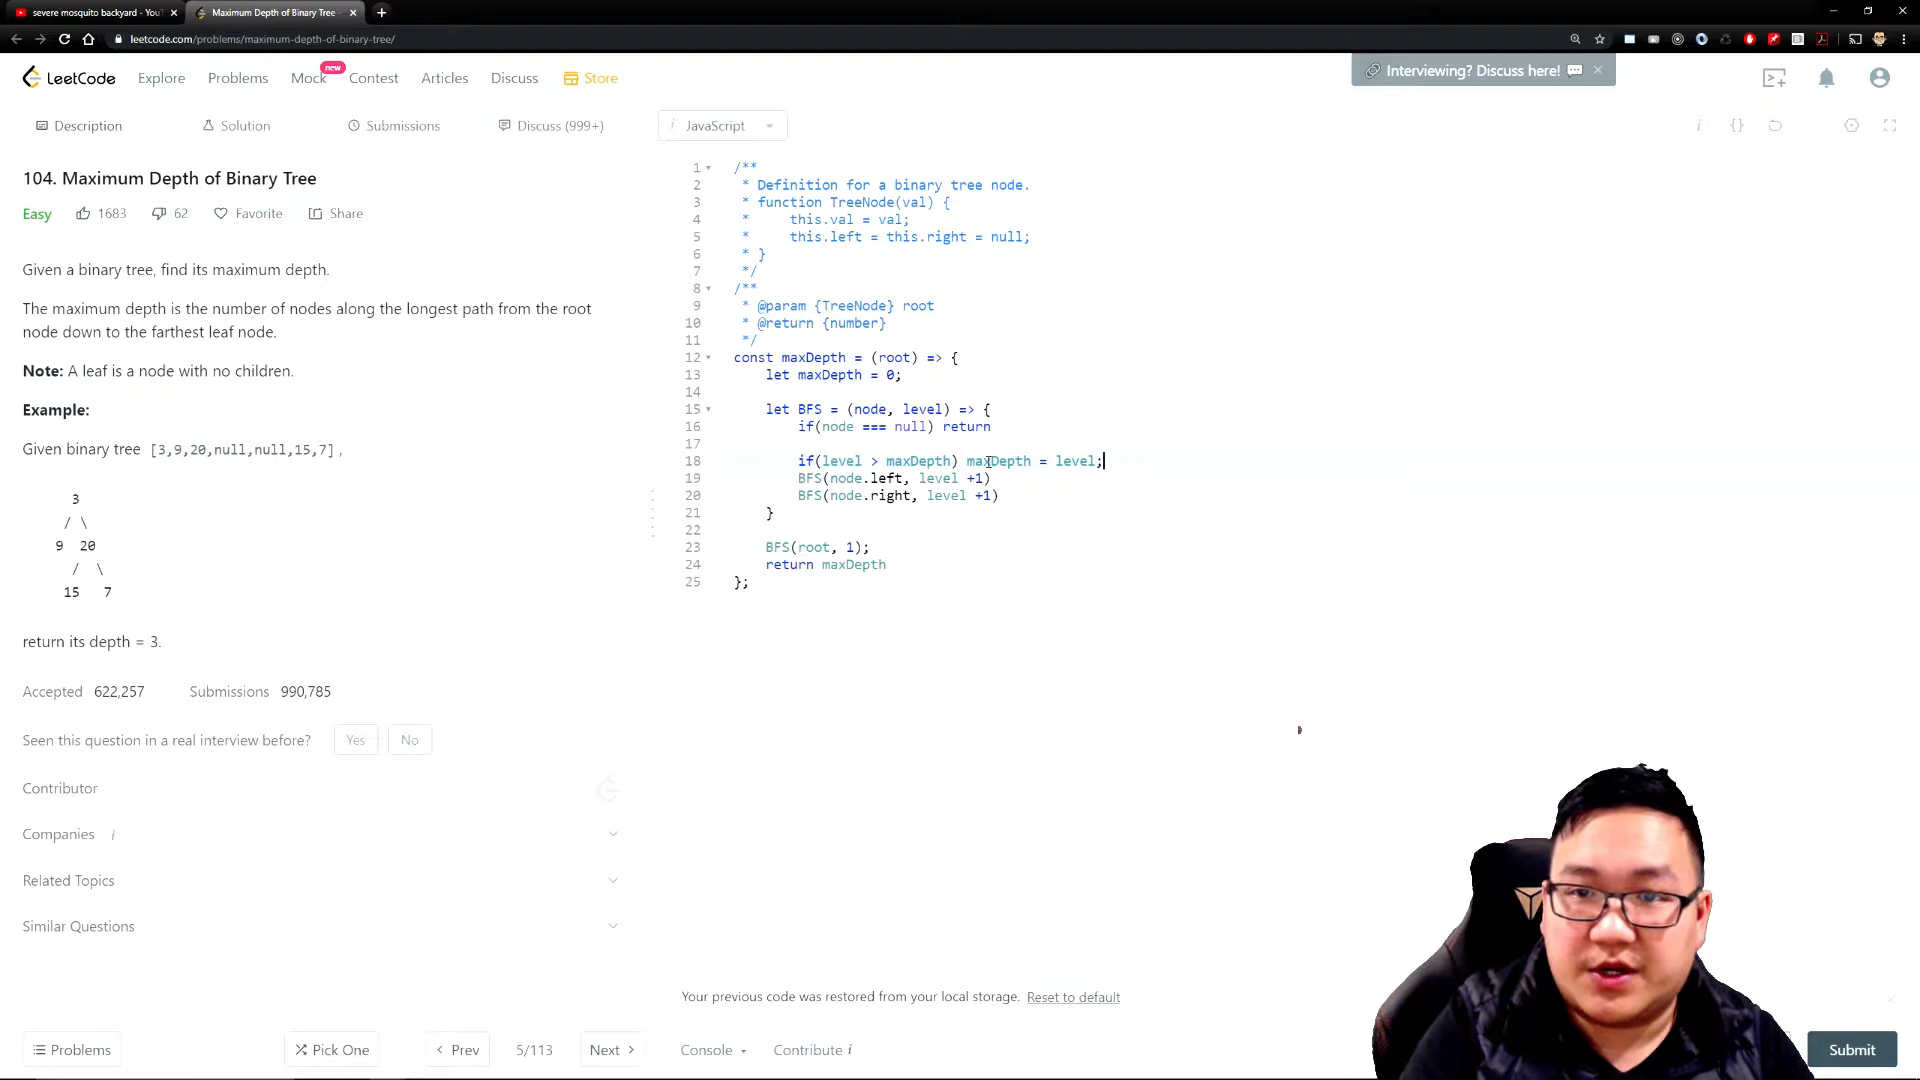 severe mosquito backyard - YouT
Maximum Depth of Binary Tree -
leetcode.com/problems/maximum-depth-of-binary-tree/
LeetCode
Explore
Problems
Mock
new
Contest
Articles
Discuss
Store
Interviewing? Discuss here!
Description
Solution
Submissions
Discuss (999+)
i JavaScript
i {}
104. Maximum Depth of Binary Tree
Easy 1683 62 Favorite Share
Given a binary tree, find its maximum depth.
The maximum depth is the number of nodes along the longest path from the root
node down to the farthest leaf node.
Note: A leaf is a node with no children.
Example:
Given binary tree [3,9,20,null,null,15,7],
3
/ \
9 20
/ \
15 7
return its depth = 3.
Accepted 622,257 Submissions 990,785
Seen this question in a real interview before? Yes No
Contributor
Companies i
Related Topics
Similar Questions
1 /**
2 * Definition for a binary tree node.
3 * function TreeNode(val) {
4 * this.val = val;
5 * this.left = this.right = null;
6 * }
7 */
8 /**
9 * @param {TreeNode} root
10 * @return {number}
11 */
12 const maxDepth = (root) => {
13 let maxDepth = 0;
14
15 let BFS = (node, level) => {
16 if(node === null) return
17
18 if(level > maxDepth) maxDepth = level;
19 BFS(node.left, level +1)
20 BFS(node.right, level +1)
21 }
22
23 BFS(root, 1);
24 return maxDepth
25 };
Your previous code was restored from your local storage. Reset to default
Problems
Pick One
< Prev
5/113
Next >
Console
Contribute i
Submit